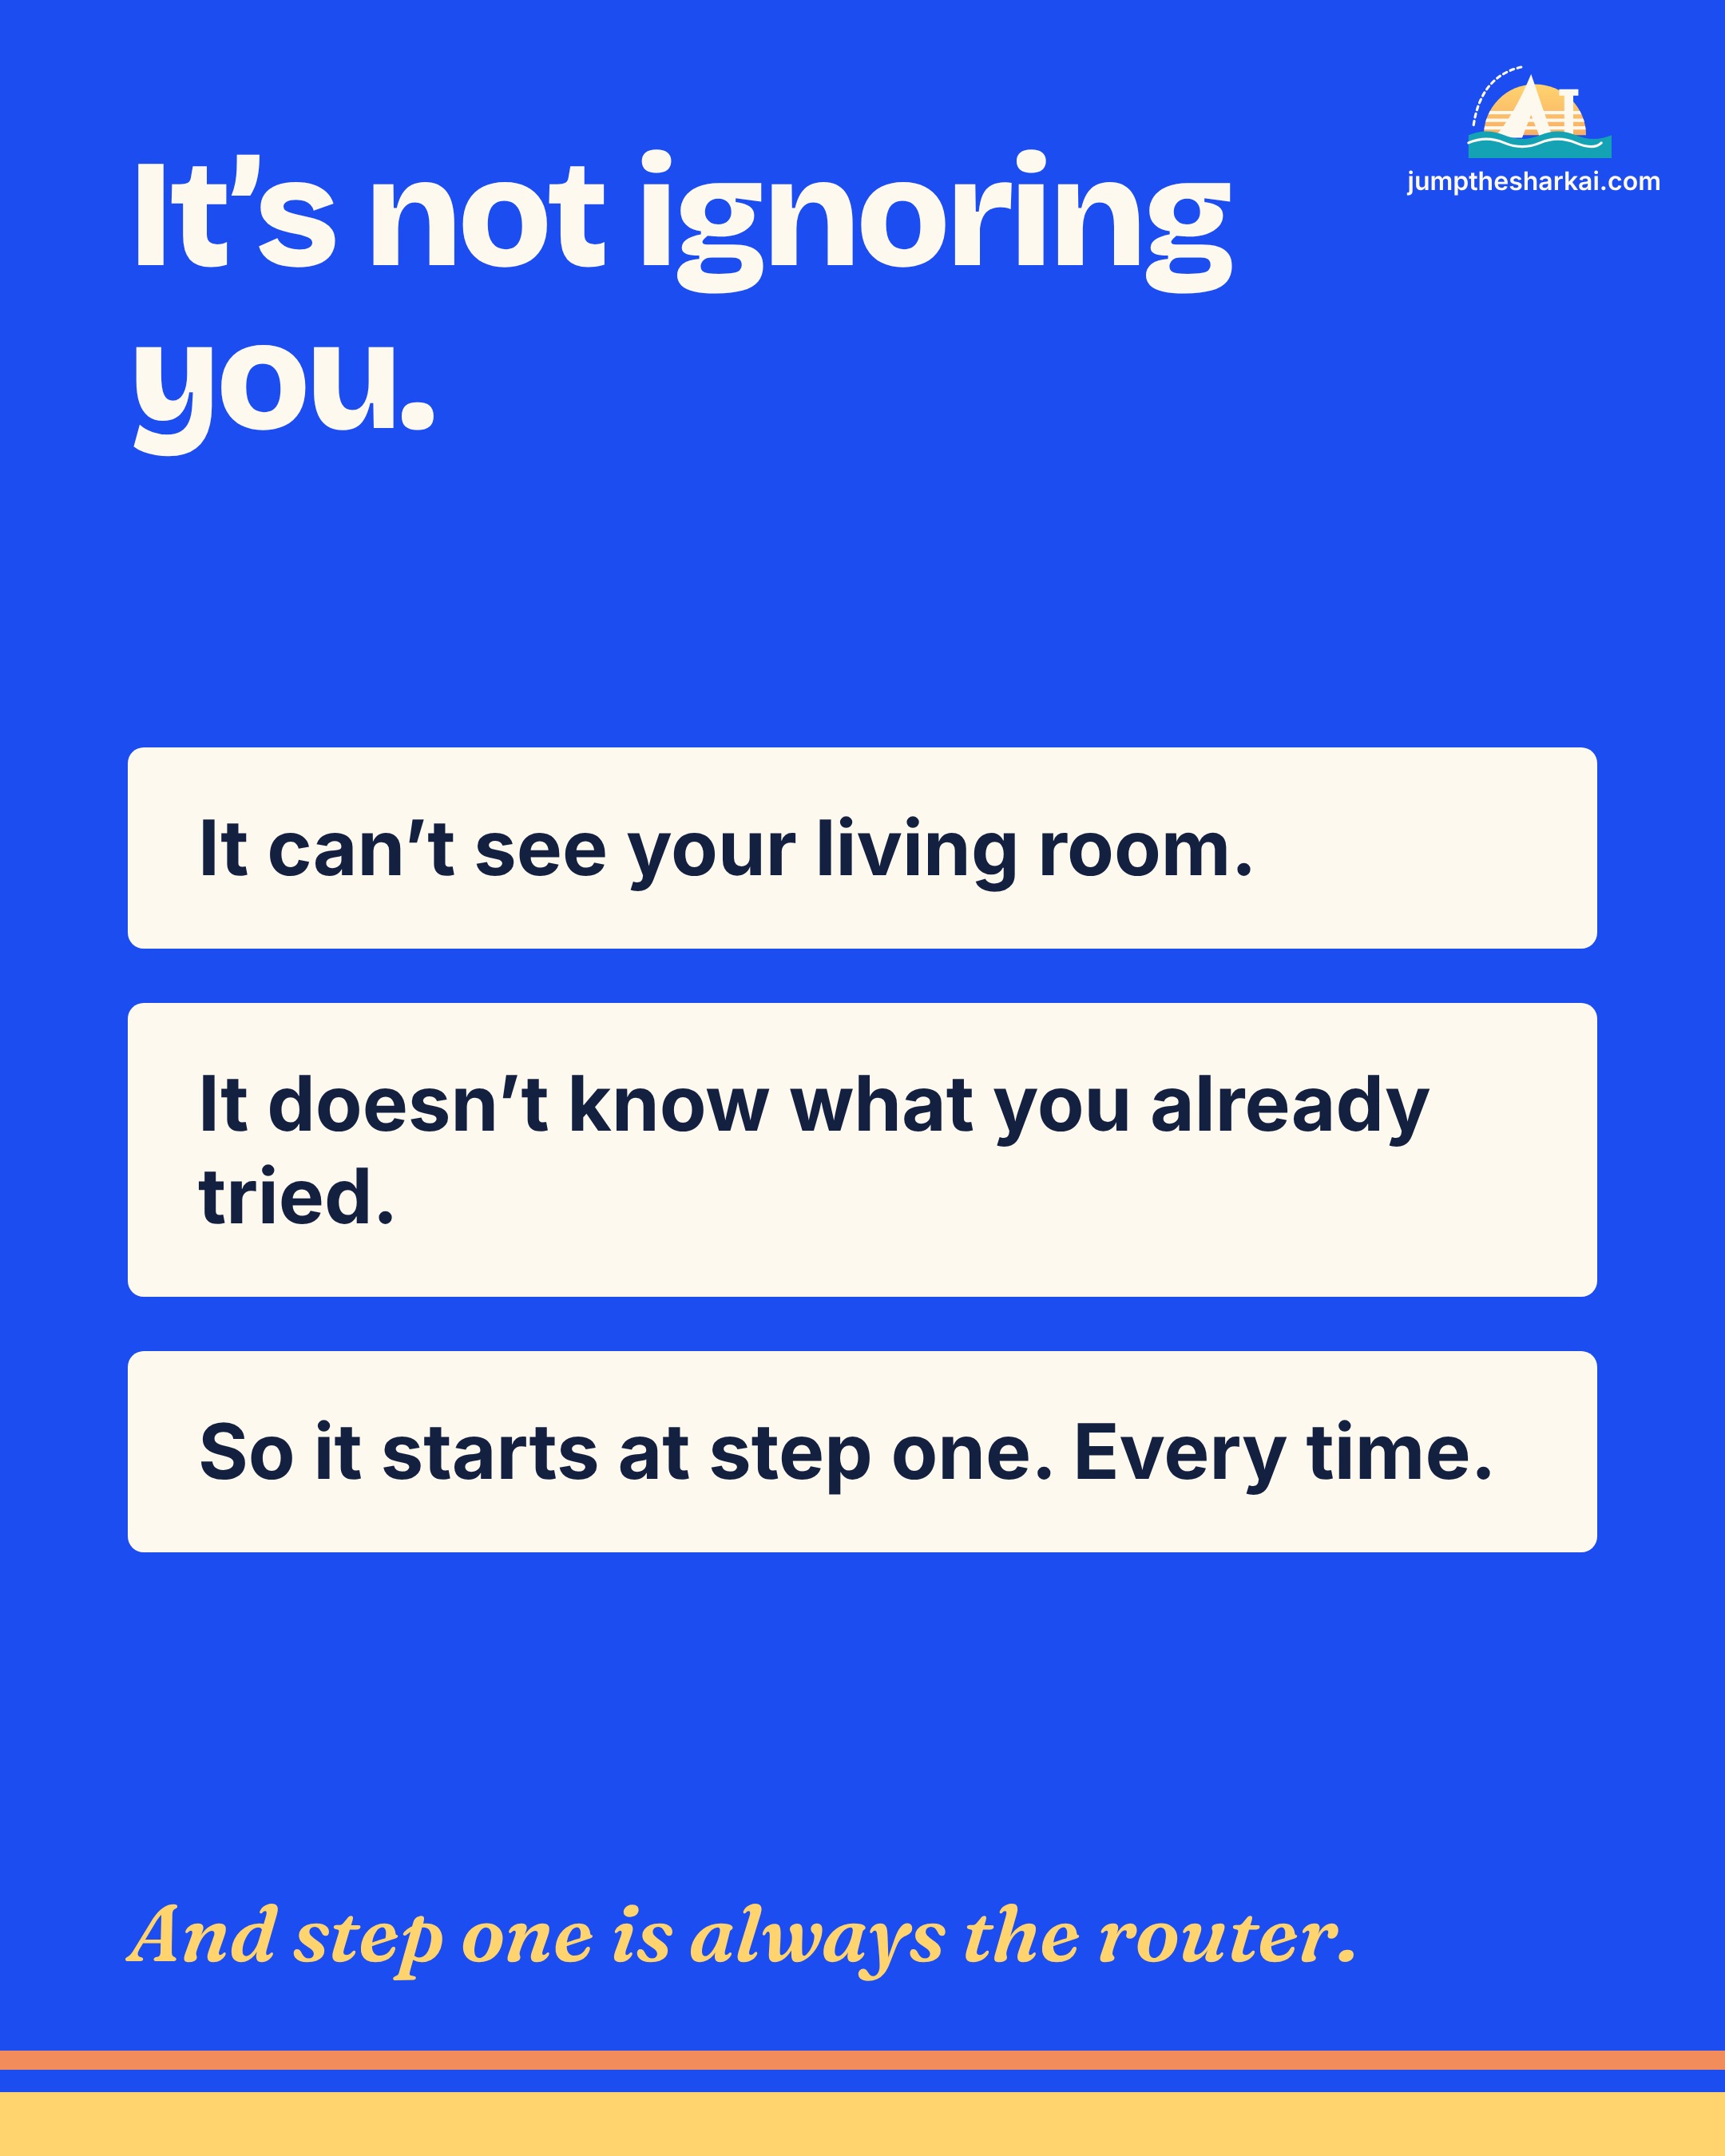 AI
jumpthesharkai.com
It’s not ignoring
you.
It can’t see your living room.
It doesn’t know what you already
tried.
So it starts at step one. Every time.
And step one is always the router.